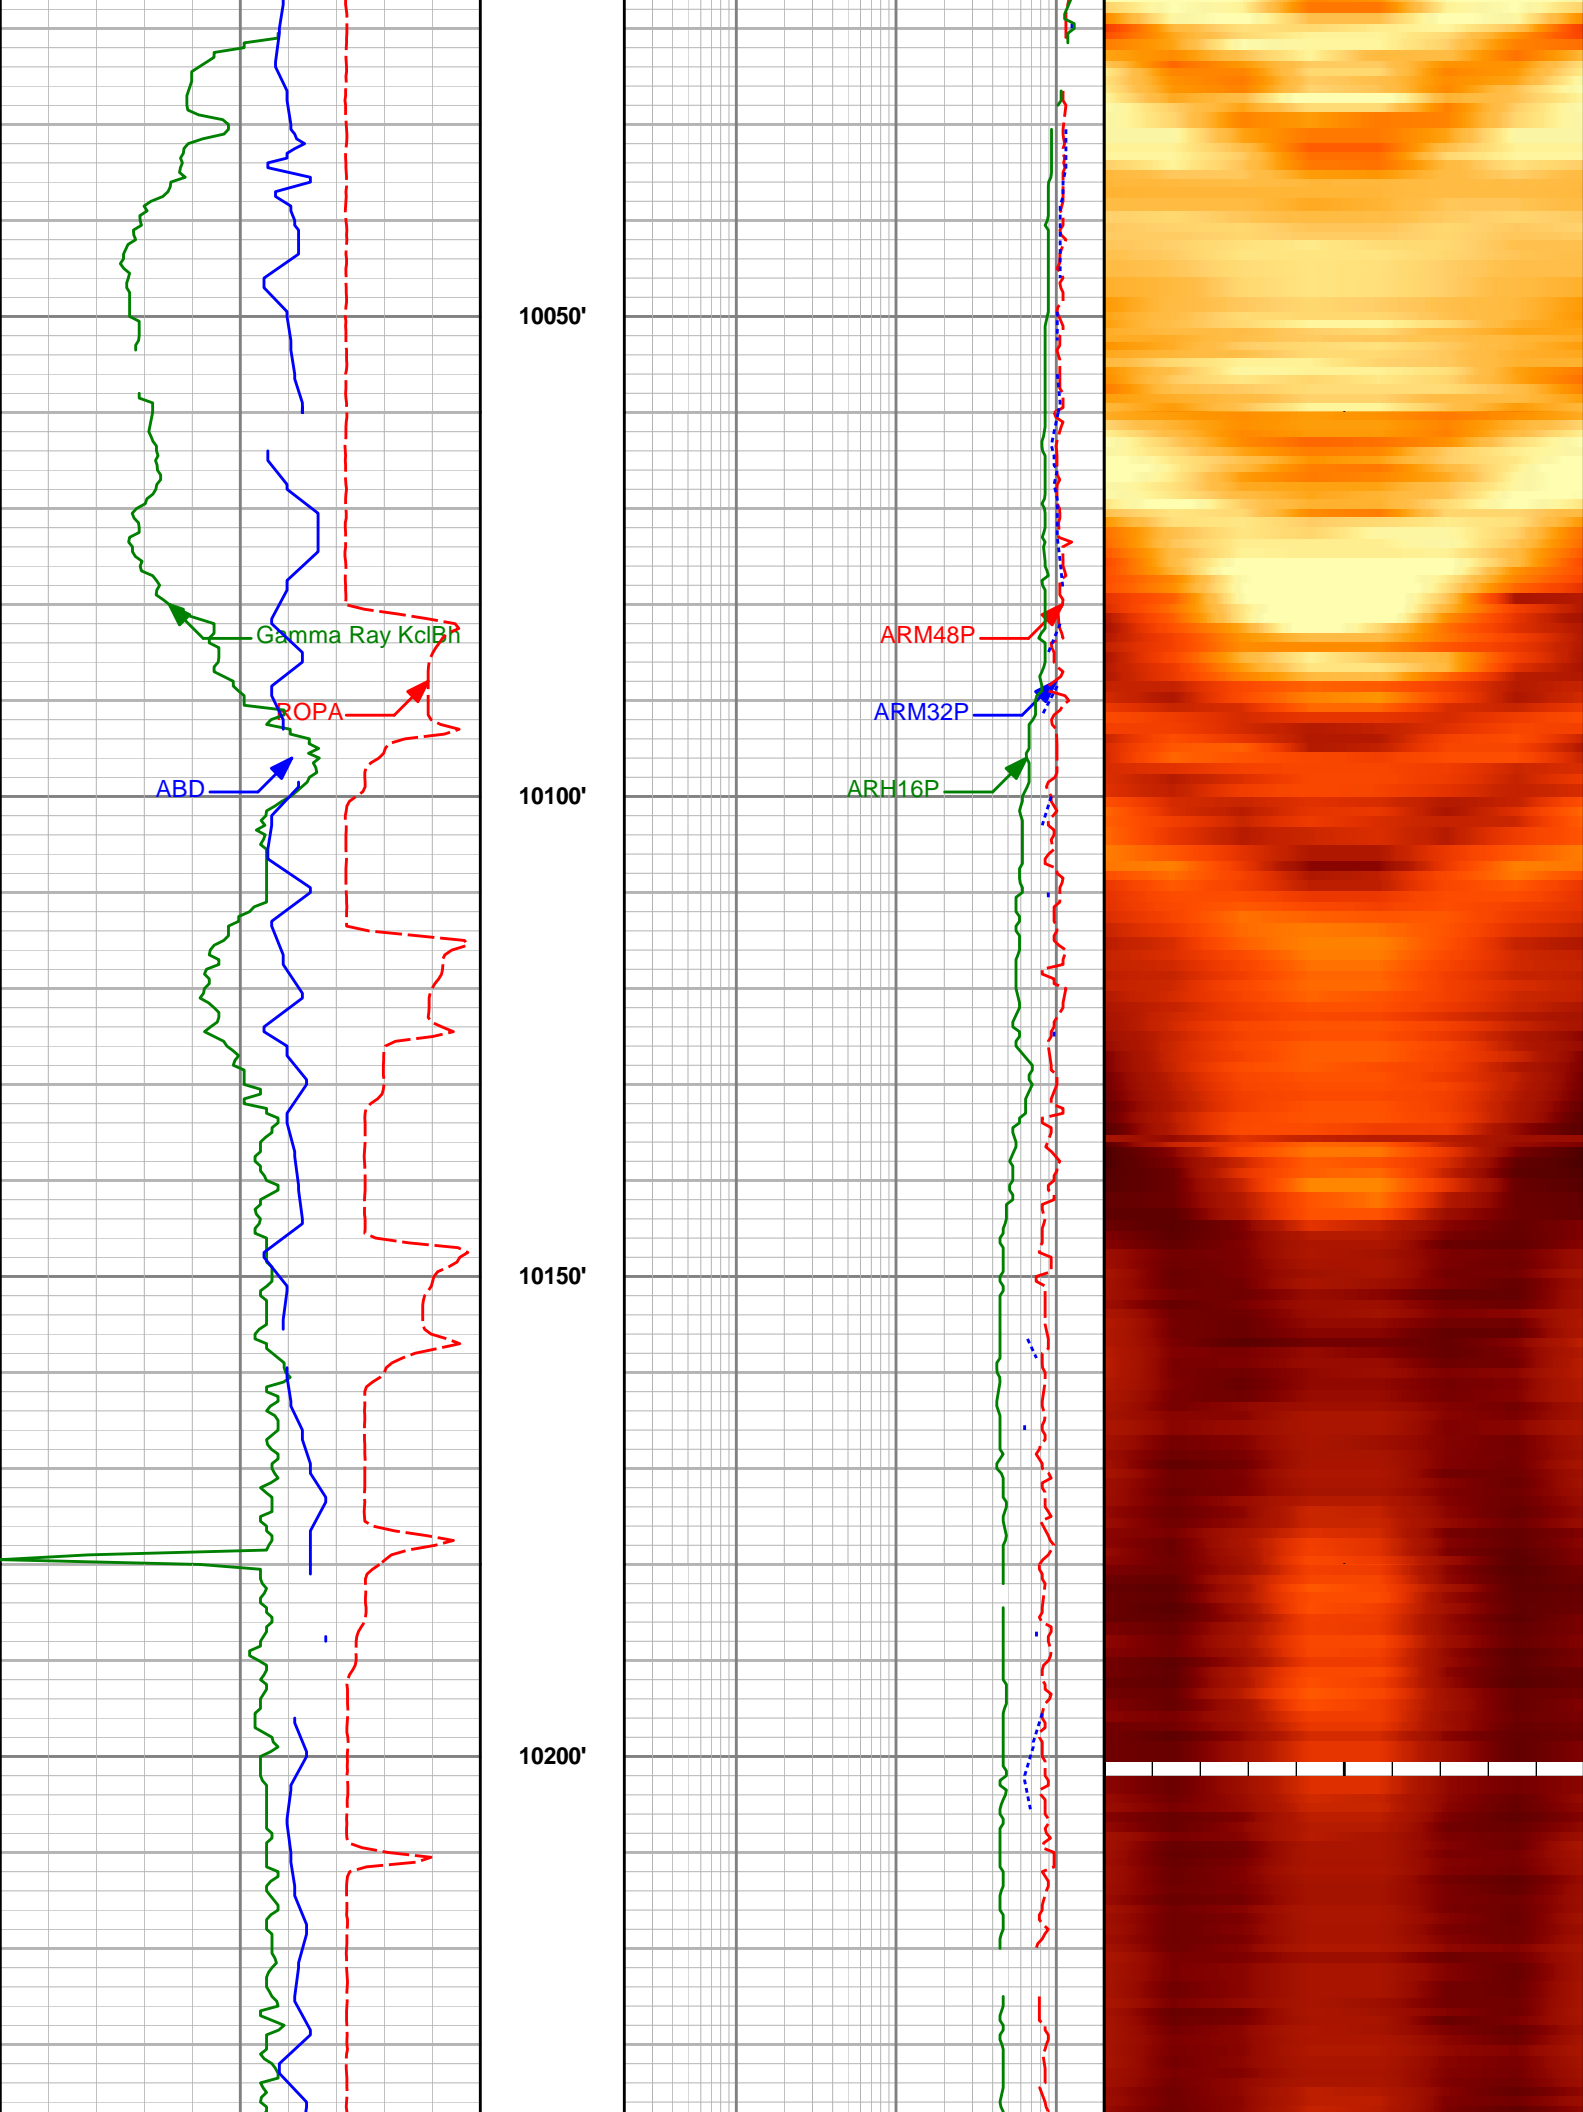 10050'
Gamma Ray KclBh
ARM48P
ROPA
ARM32P
ABD
10100'
ARH16P
10150'
10200'